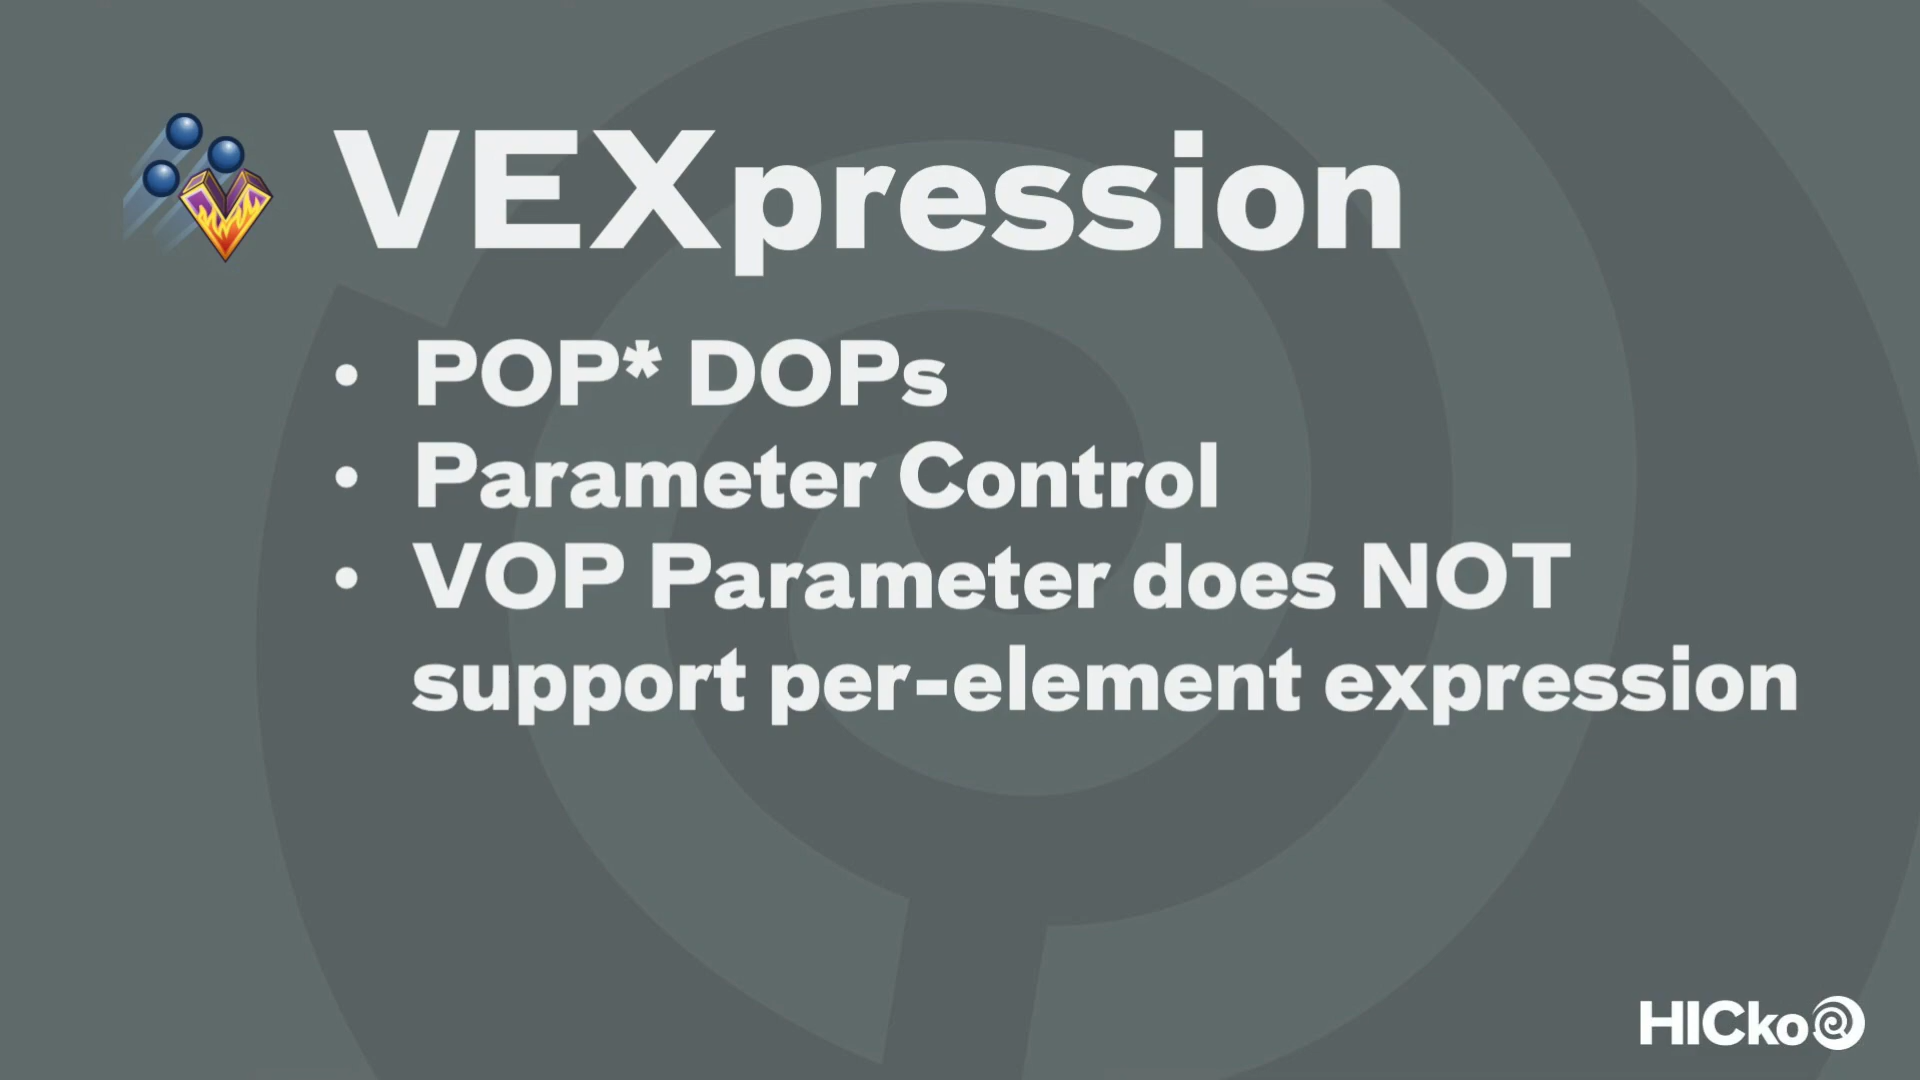 VEXpression
• POP* DOPs
• Parameter Control
• VOP Parameter does NOT
support per-element expression
HICko